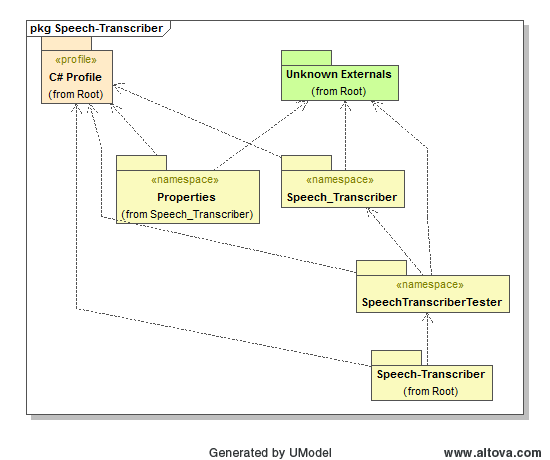 pkg Speech-Transcriber
«profile»
C# Profile
(from Root)
Unknown Externals
(from Root)
«namespace»
Properties
(from Speech_Transcriber)
«namespace»
Speech_Transcriber
«namespace»
SpeechTranscriberTester
Speech-Transcriber
(from Root)
Generated by UModel
www.altova.com